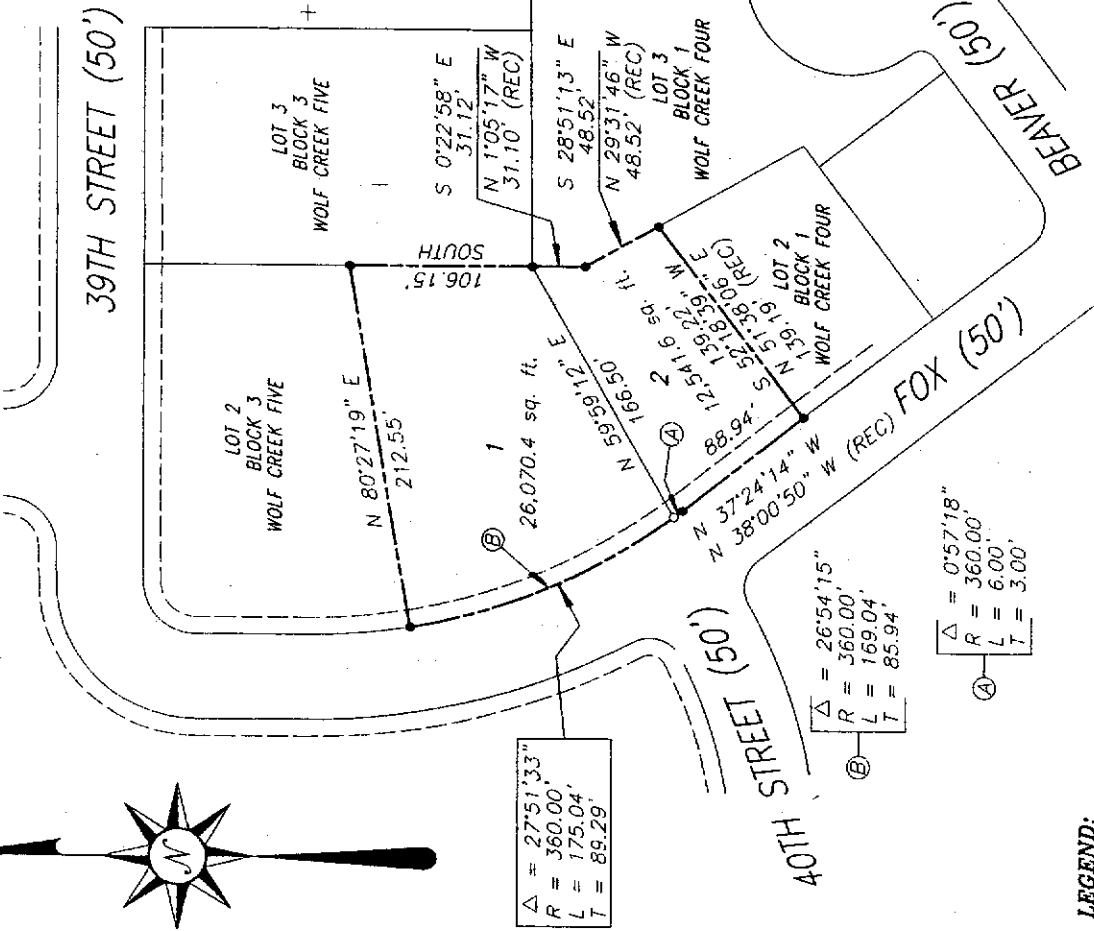 39TH STREET (50')
LOT 3
BLOCK 3
WOLF CREEK FIVE
S 0°22'58" E
31.12'
N 1°05'17" W
31.10' (REC)
S 28°51'13" E
48.52'
N 29°31'46" W
48.52' (REC)
LOT 3
BLOCK 1
WOLF CREEK FOUR
BEAVER (50')
SOUTH
106.15'
LOT 2
BLOCK 3
WOLF CREEK FIVE
N 80°27'19" E
212.55'
1
26,070.4 sq. ft.
N 59°59'12" E
166.50'
2
12,541.6 sq. ft.
139.22'
S 52°18'39" W
N 51°38'06" E
139.19' (REC)
LOT 2
BLOCK 1
WOLF CREEK FOUR
88.94'
A
B
N 37°24'14" W
N 38°00'50" W (REC)
FOX (50')
40TH STREET (50')
△ = 27°51'33"
R = 360.00'
L = 175.04'
T = 89.29'
△ = 26°54'15"
R = 360.00'
L = 169.04'
T = 85.94'
B
△ = 0°57'18"
R = 360.00'
L = 6.00'
T = 3.00'
A
N
LEGEND: